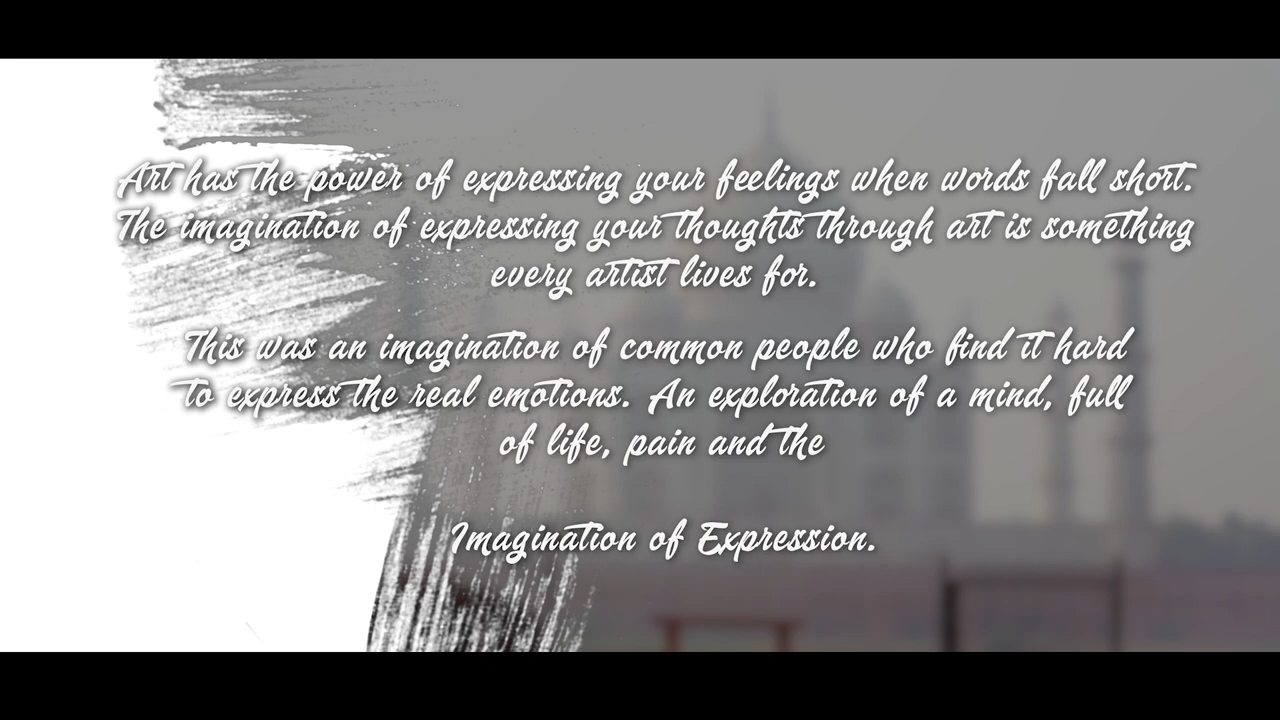 Art has the power of expressing your feelings when words fall short.
The imagination of expressing your thoughts through art is something
every artist lives for.
This was an imagination of common people who find it hard
to express the real emotions. An exploration of a mind, full
of life, pain and the
Imagination of Expression.